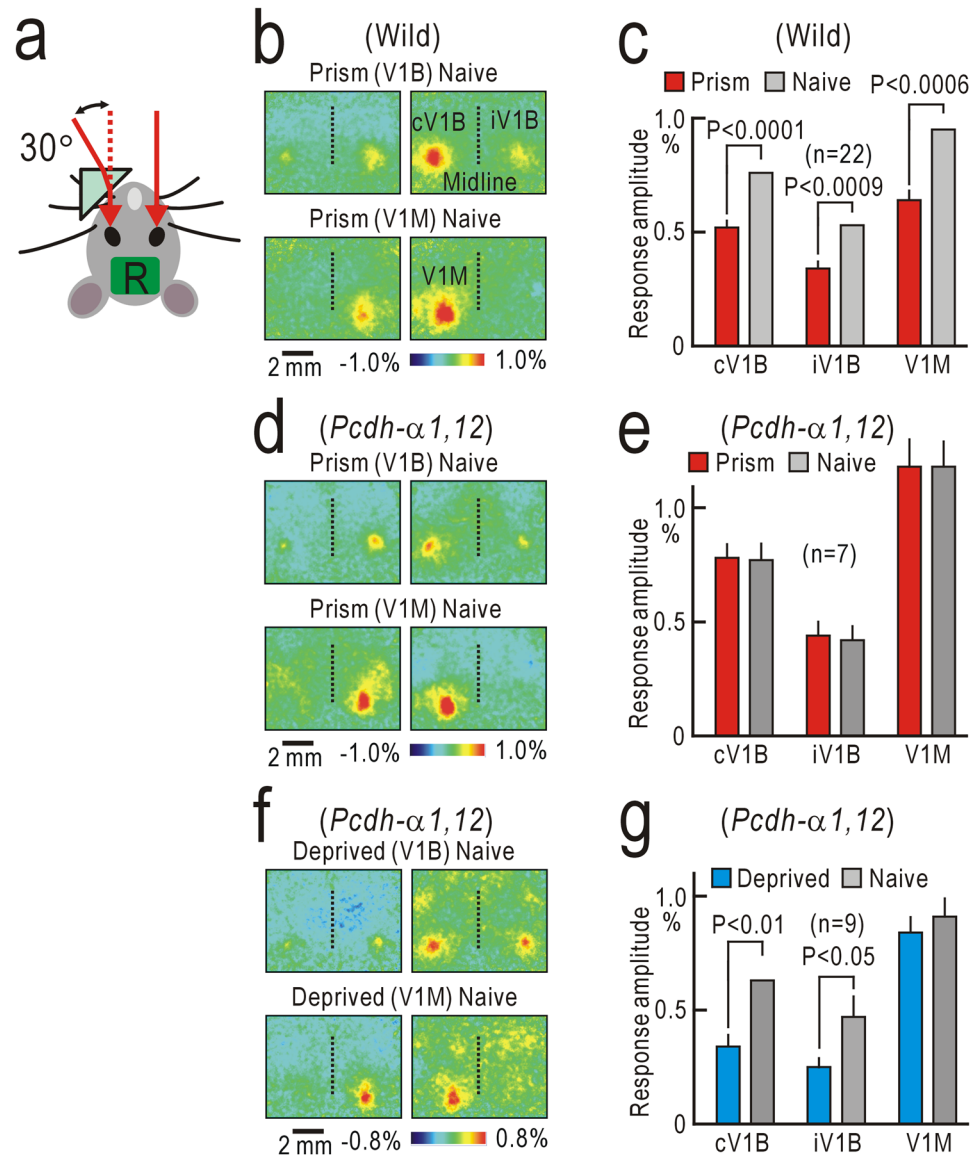 a
30°
R
b (Wild)
Prism (V1B) Naive
cV1B iV1B
Midline
Prism (V1M) Naive
V1M
2 mm -1.0% 1.0%
c (Wild)
Prism Naive
P<0.0006
P<0.0001
(n=22)
P<0.0009
1.0
%
0.5
0
Response amplitude
cV1B iV1B V1M
d (Pcdh-α1,12)
Prism (V1B) Naive
Prism (V1M) Naive
2 mm -1.0% 1.0%
e (Pcdh-α1,12)
Prism Naive
1.0
%
(n=7)
0.5
0
Response amplitude
cV1B iV1B V1M
f (Pcdh-α1,12)
Deprived (V1B) Naive
Deprived (V1M) Naive
2 mm -0.8% 0.8%
g (Pcdh-α1,12)
Deprived Naive
1.0
%
P<0.01 (n=9)
P<0.05
0.5
0
Response amplitude
cV1B iV1B V1M